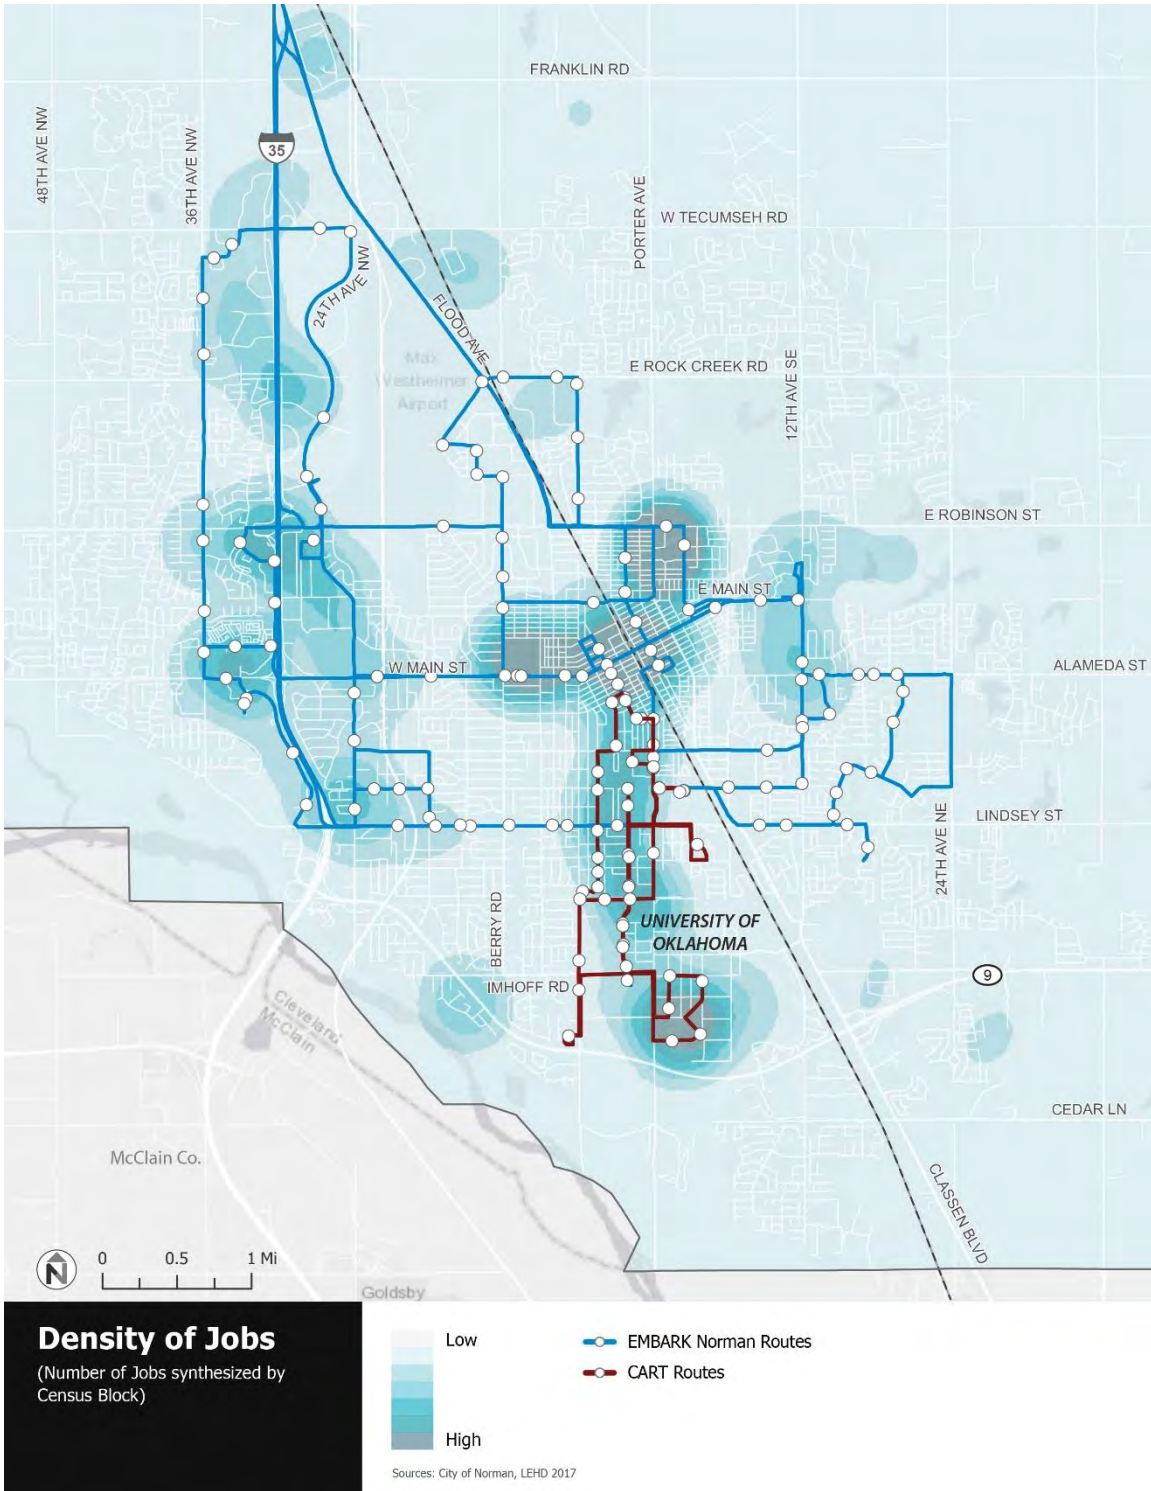 FRANKLIN RD
48TH AVE NW
36TH AVE NW
35
PORTER AVE
W TECUMSEH RD
24TH AVE NW
FLOOD AVE
Max
Westheimer
Airport
E ROCK CREEK RD
12TH AVE SE
E ROBINSON ST
E MAIN ST
W MAIN ST
ALAMEDA ST
LINDSEY ST
24TH AVE NE
BERRY RD
UNIVERSITY OF
OKLAHOMA
IMHOFF RD
9
Cleveland
McClain
CEDAR LN
McClain Co.
CLASSEN BLVD
N
0 0.5 1 Mi
Goldsby
Density of Jobs
(Number of Jobs synthesized by
Census Block)
Low
High
EMBARK Norman Routes
CART Routes
Sources: City of Norman, LEHD 2017